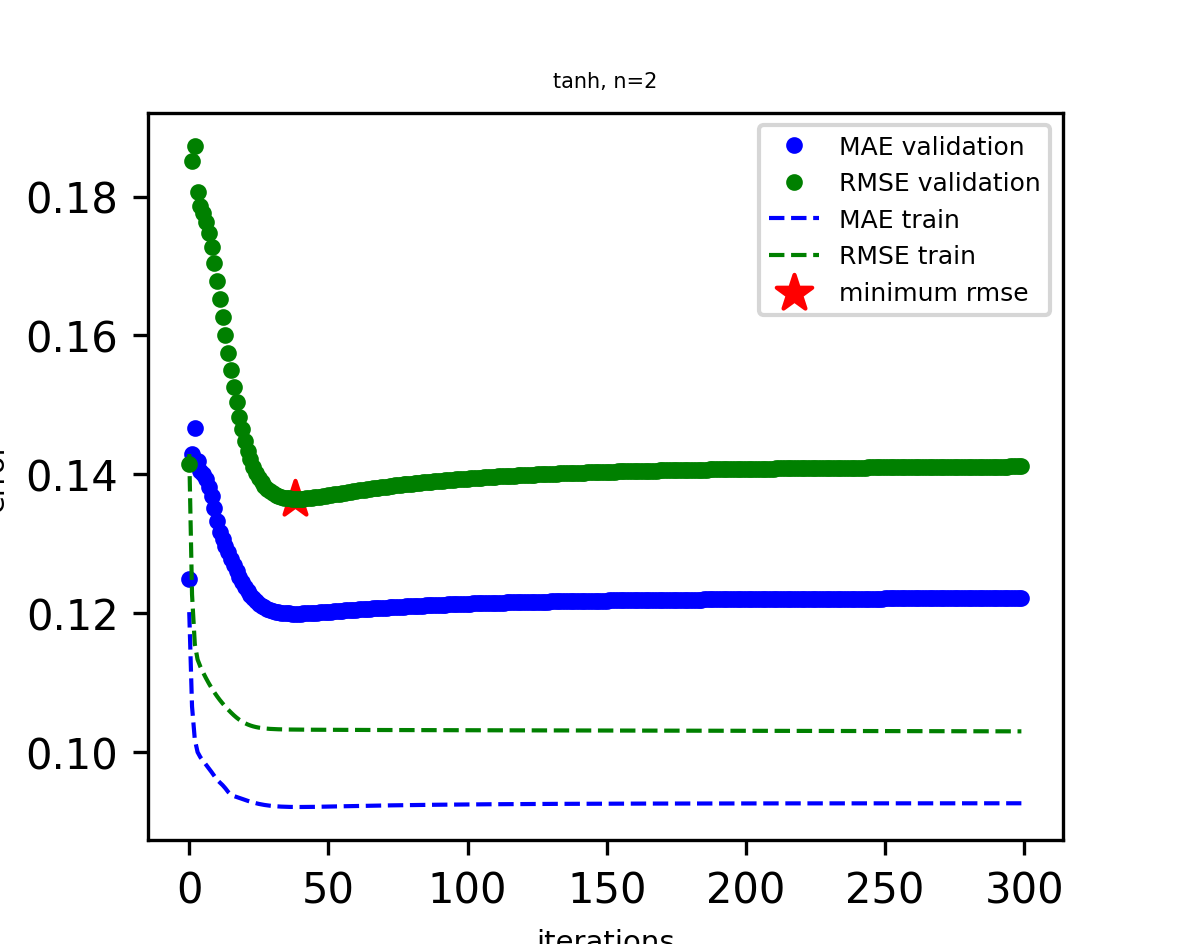 tanh, n=2
MAE validation
RMSE validation
MAE train
RMSE train
minimum rmse
0.18
0.16
0.14
0.12
0.10
0 50 100 150 200 250 300
iterations